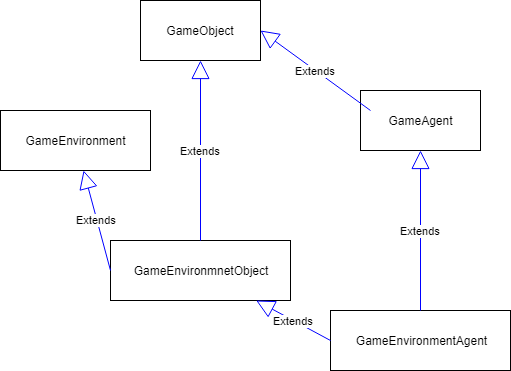 GameObject
Extends
GameAgent
GameEnvironment
Extends
Extends
Extends
GameEnvironmnetObject
Extends
GameEnvironmentAgent